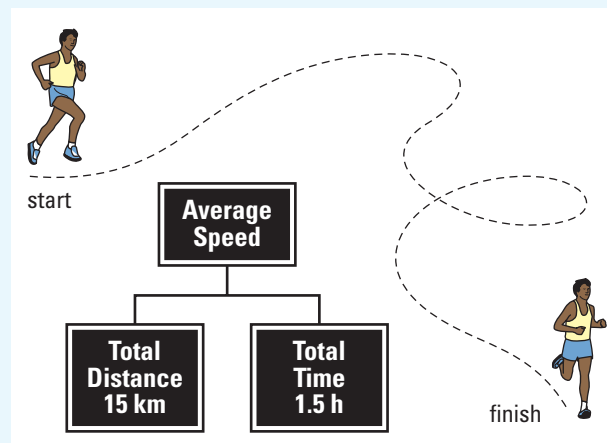 start
Average
Speed
Total
Distance
15 km
Total
Time
1.5 h
finish